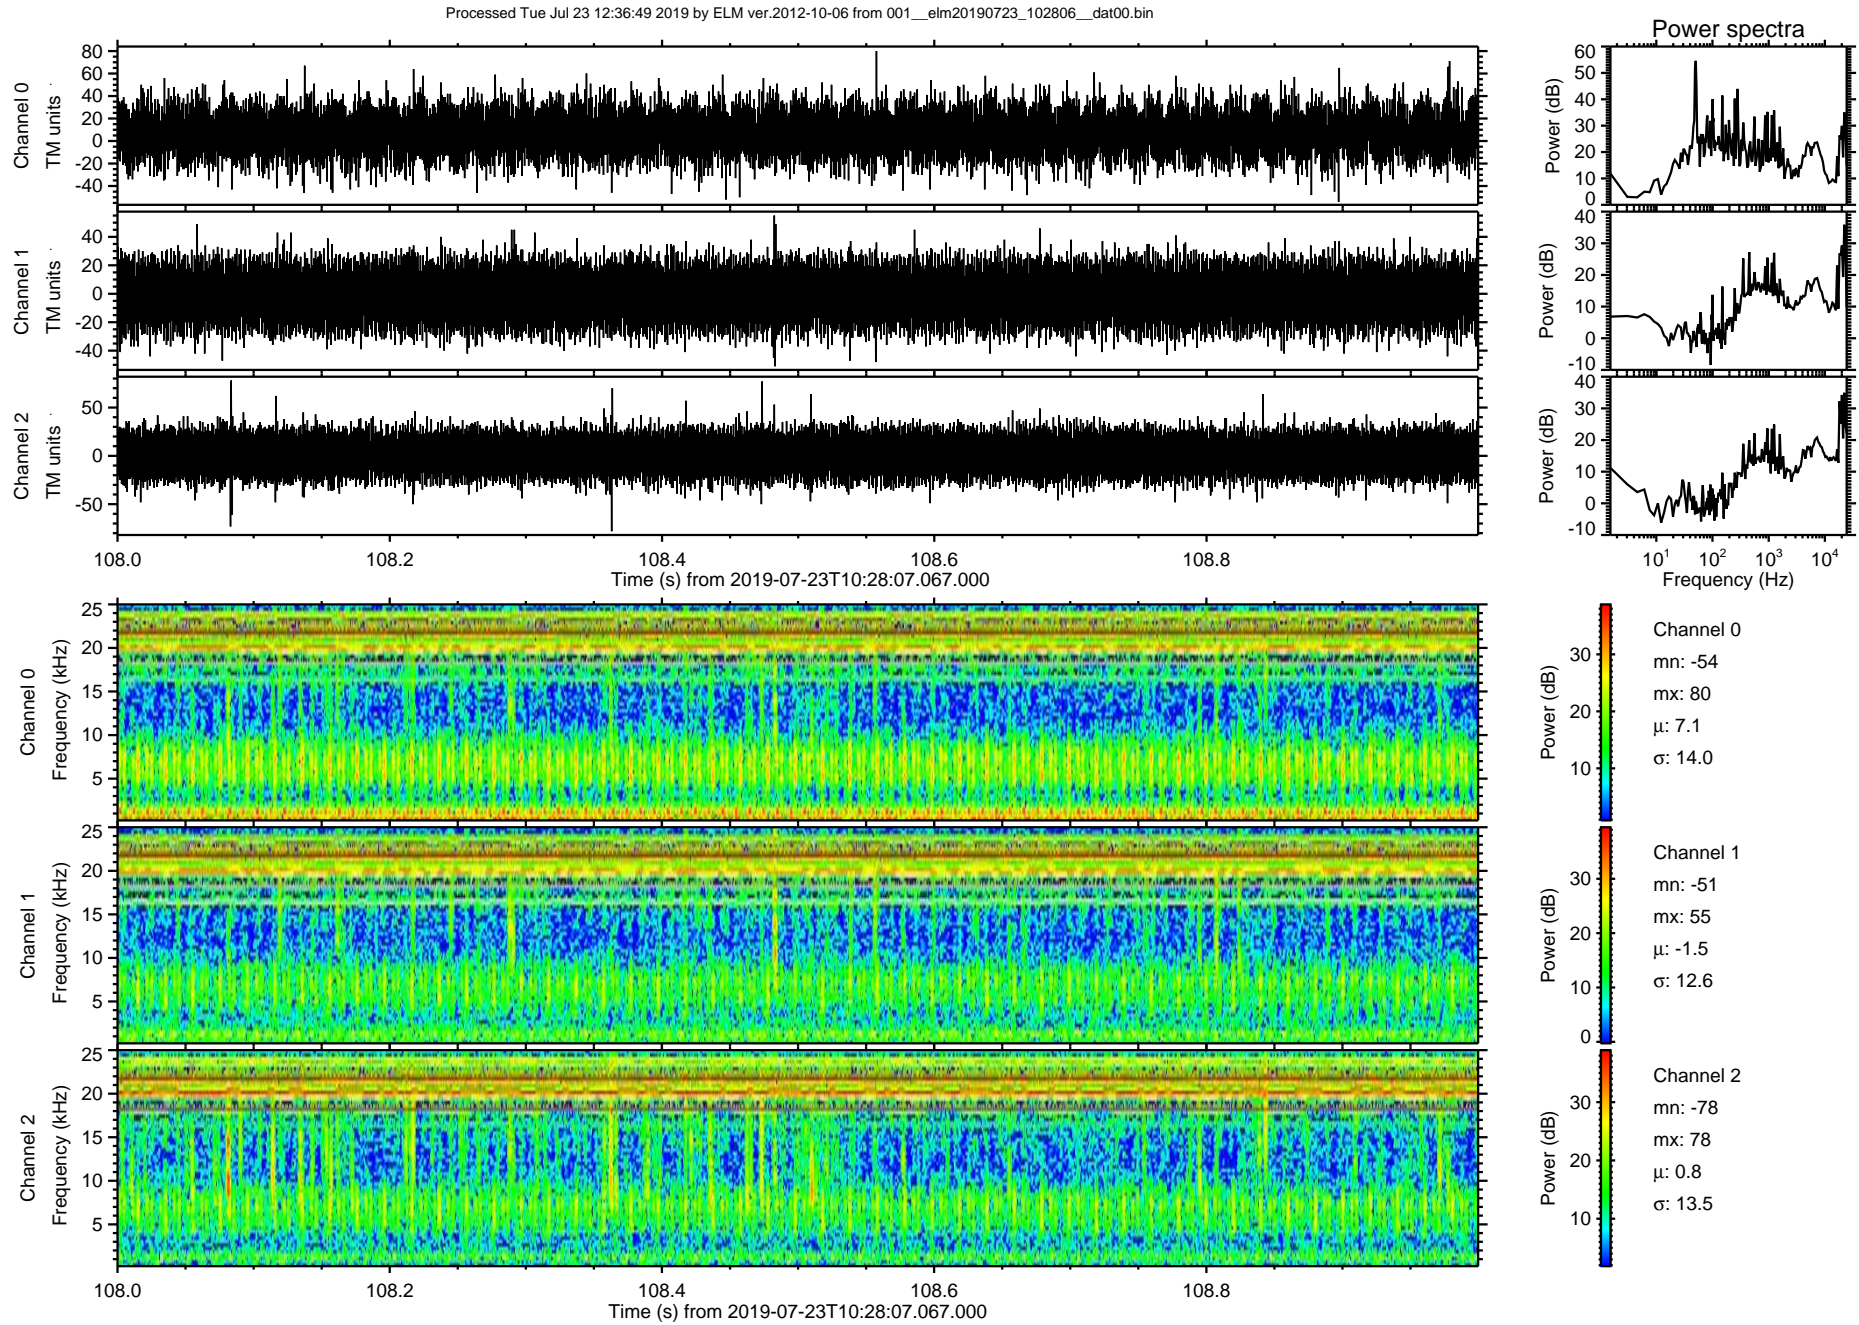 Processed Tue Jul 23 12:36:49 2019 by ELM ver.2012-10-06 from 001__elm20190723_102806__dat00.bin
Power spectra
Channel 0
TM units
80
60
40
20
0
-20
-40
Power (dB)
60
50
40
30
20
10
0
Channel 1
TM units
40
20
0
-20
-40
Power (dB)
40
30
20
10
0
-10
Channel 2
TM units
50
0
-50
Power (dB)
40
30
20
10
0
-10
108.0 108.2 108.4 108.6 108.8
Time (s) from 2019-07-23T10:28:07.067.000
10¹ 10² 10³ 10⁴
Frequency (Hz)
Channel 0
Frequency (kHz)
25
20
15
10
5
Power (dB)
30
20
10
Channel 0
mn: -54
mx: 80
μ: 7.1
σ: 14.0
Channel 1
Frequency (kHz)
25
20
15
10
5
Power (dB)
30
20
10
0
Channel 1
mn: -51
mx: 55
μ: -1.5
σ: 12.6
Channel 2
Frequency (kHz)
25
20
15
10
5
Power (dB)
30
20
10
Channel 2
mn: -78
mx: 78
μ: 0.8
σ: 13.5
108.0 108.2 108.4 108.6 108.8
Time (s) from 2019-07-23T10:28:07.067.000